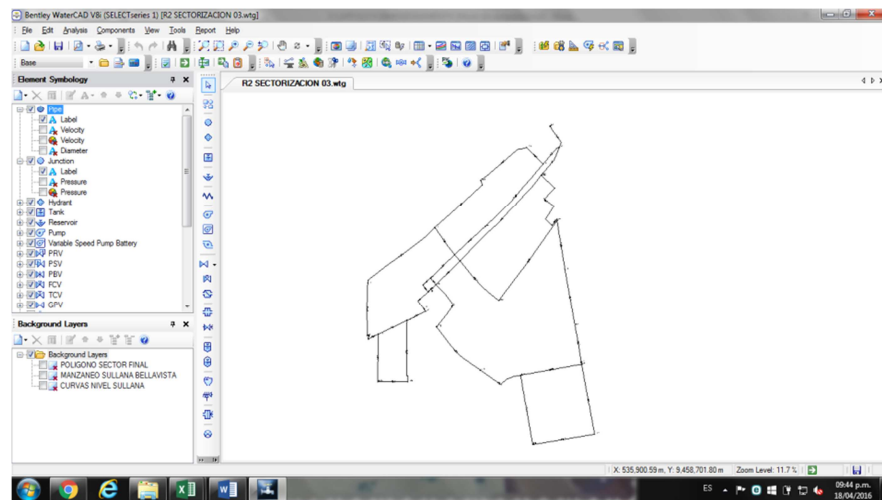 Bentley WaterCAD V8i (SELECTseries 1) [R2 SECTORIZACION 03.wtg]
File Edit Analysis Components View Tools Report Help
Base
Element Symbology
R2 SECTORIZACION 03.wtg
Pipe
Label
Velocity
Velocity
Diameter
Junction
Label
Pressure
Pressure
Hydrant
Tank
Reservoir
Pump
Variable Speed Pump Battery
PRV
PSV
PBV
FCV
TCV
GPV
Background Layers
Background Layers
POLIGONO SECTOR FINAL
MANZANEO SULLANA BELLAVISTA
CURVAS NIVEL SULLANA
X: 535,900.59 m, Y: 9,458,701.80 m Zoom Level: 11.7 %
ES
09:44 p.m.
18/04/2016